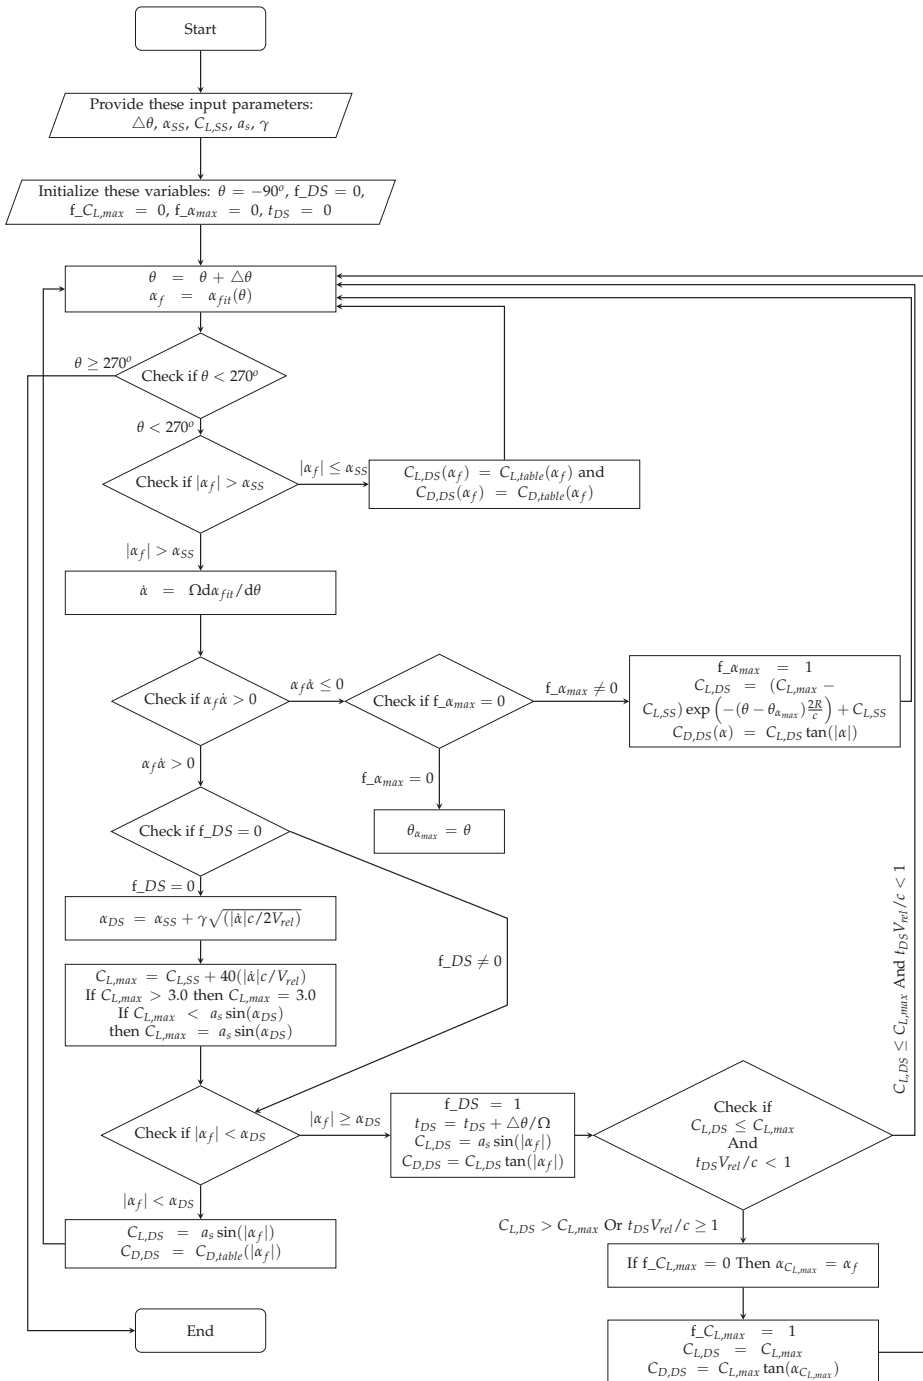 Start
Provide these input parameters:
△θ, α_SS, C_L,SS, a_s, γ
Initialize these variables: θ = −90°, f_DS = 0,
f_C_L,max = 0, f_α_max = 0, t_DS = 0
θ = θ + △θ
α_f = α_fit(θ)
θ ≥ 270°
Check if θ < 270°
θ < 270°
Check if |α_f| > α_SS
|α_f| ≤ α_SS
C_L,DS(α_f) = C_L,table(α_f) and
C_D,DS(α_f) = C_D,table(α_f)
|α_f| > α_SS
α̇ = Ωdα_fit/dθ
Check if α_f α̇ > 0
α_f α̇ ≤ 0
Check if f_α_max = 0
f_α_max ≠ 0
f_α_max = 1
C_L,DS = (C_L,max −
C_L,SS) exp (−(θ − θ_α_max) 2R/c) + C_L,SS
C_D,DS(α) = C_L,DS tan(|α|)
α_f α̇ > 0
f_α_max = 0
θ_α_max = θ
Check if f_DS = 0
f_DS = 0
α_DS = α_SS + γ√(|α̇|c/2V_rel)
f_DS ≠ 0
C_L,max = C_L,SS + 40(|α̇|c/V_rel)
If C_L,max > 3.0 then C_L,max = 3.0
If C_L,max < a_s sin(α_DS)
then C_L,max = a_s sin(α_DS)
Check if |α_f| < α_DS
|α_f| ≥ α_DS
f_DS = 1
t_DS = t_DS + △θ/Ω
C_L,DS = a_s sin(|α_f|)
C_D,DS = C_L,DS tan(|α_f|)
Check if
C_L,DS ≤ C_L,max
And
t_DS V_rel/c < 1
C_L,DS ≤ C_L,max And t_DS V_rel/c < 1
|α_f| < α_DS
C_L,DS = a_s sin(|α_f|)
C_D,DS = C_D,table(|α_f|)
C_L,DS > C_L,max Or t_DS V_rel/c ≥ 1
If f_C_L,max = 0 Then α_C_L,max = α_f
End
f_C_L,max = 1
C_L,DS = C_L,max
C_D,DS = C_L,max tan(α_C_L,max)